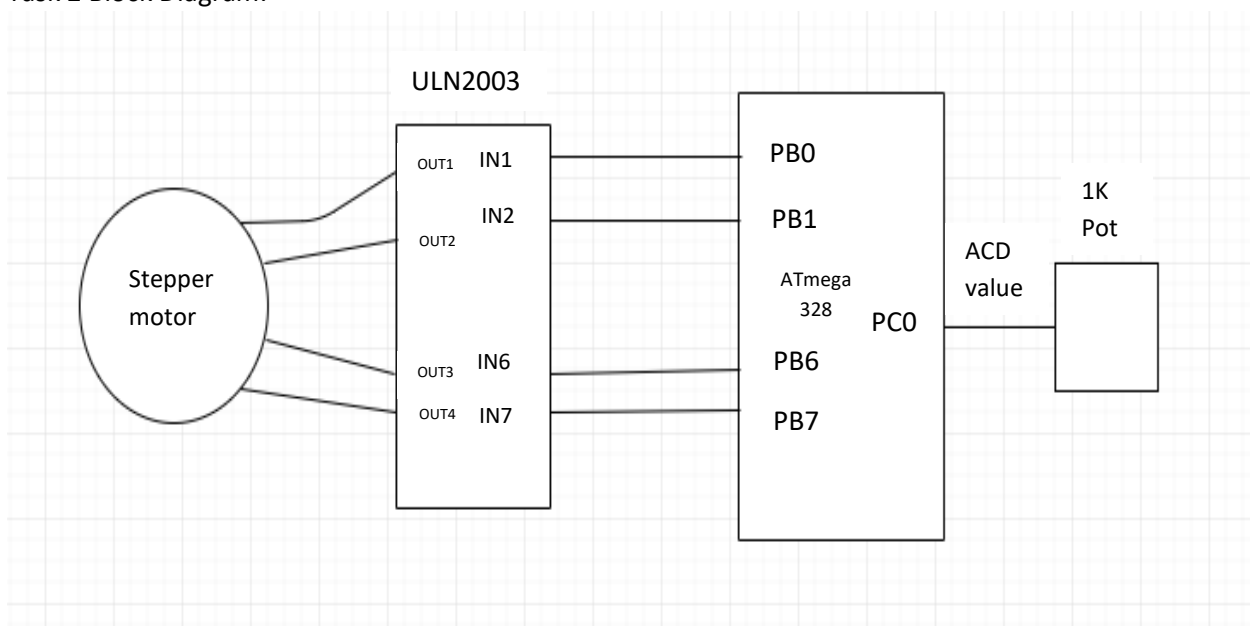 Task 2 Block Diagram:
ULN2003
OUT1 IN1
IN2
OUT2
OUT3 IN6
OUT4 IN7
Stepper
motor
PB0
PB1
ATmega
328
PC0
PB6
PB7
ACD
value
1K
Pot